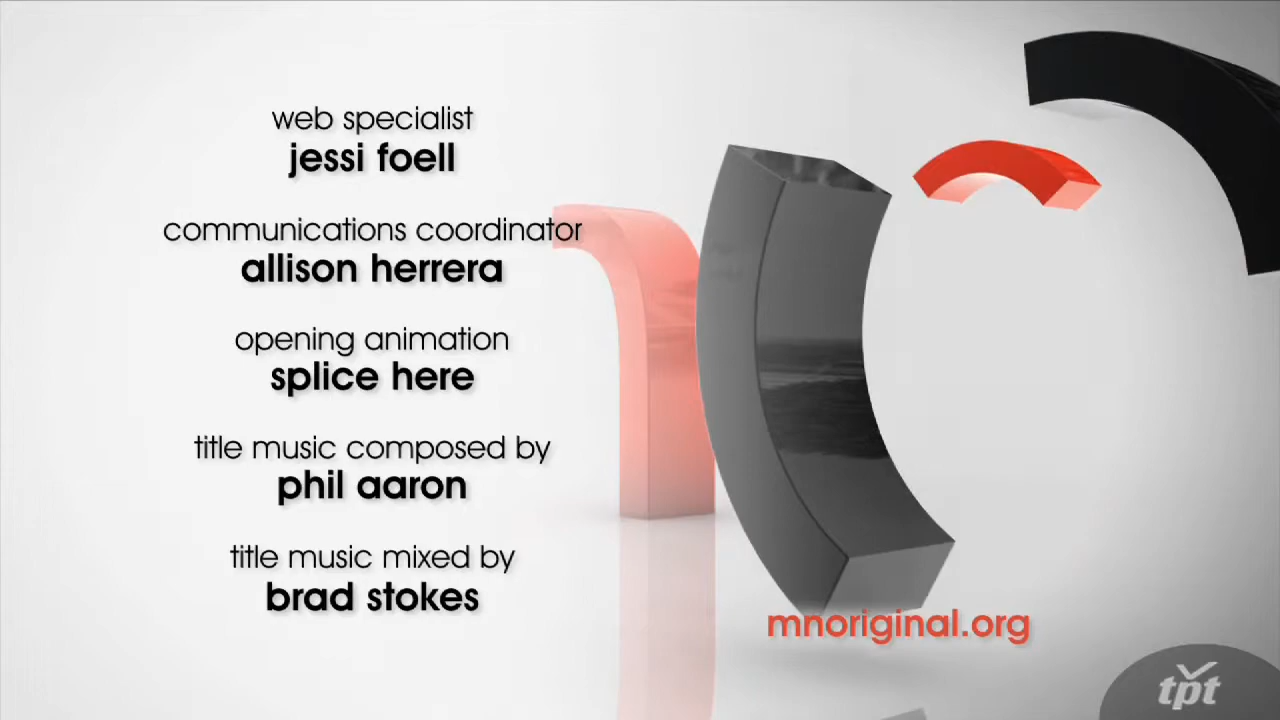 web specialist
jessi foell
communications coordinator
allison herrera
opening animation
splice here
title music composed by
phil aaron
title music mixed by
brad stokes
mnoriginal.org
tpt